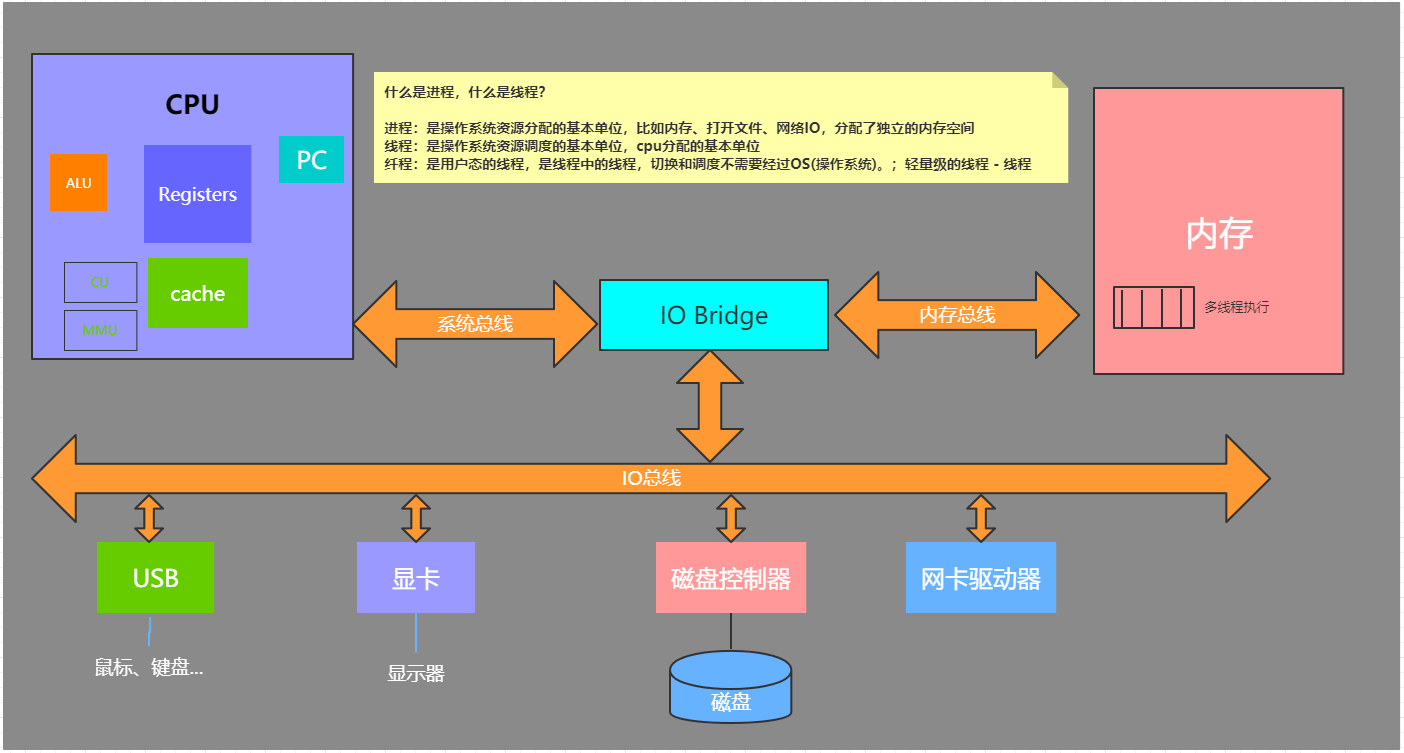 CPU
什么是进程，什么是线程?
进程：是操作系统资源分配的基本单位，比如内存、打开文件、网络IO，分配了独立的内存空间
线程：是操作系统资源调度的基本单位，cpu分配的基本单位
纤程：是用户态的线程，是线程中的线程，切换和调度不需要经过OS(操作系统)。；轻量级的线程 - 线程
PC
ALU
Registers
内存
CU
cache
MMU
系统总线
IO Bridge
内存总线
多线程执行
IO总线
USB
显卡
磁盘控制器
网卡驱动器
鼠标、键盘...
显示器
磁盘